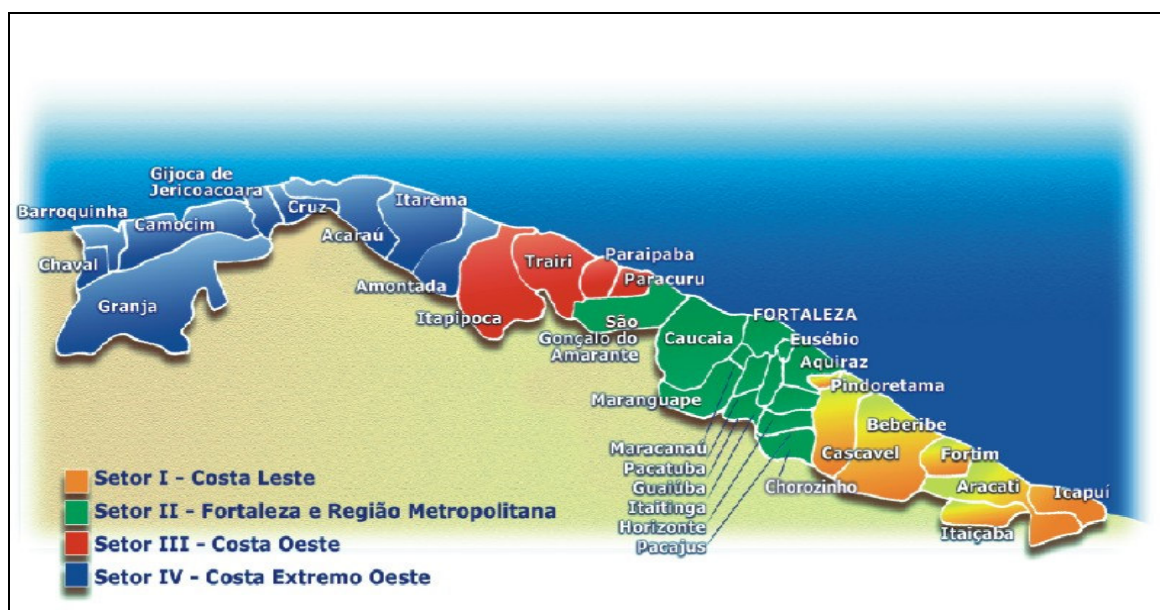 Gijoca de
Jericoacoara
Barroquinha
Camocim
Cruz
Itarema
Acaraú
Chaval
Granja
Amontada
Itapipoca
Trairi
Paraipaba
Paracuru
São
Gonçalo do
Amarante
Caucaia
FORTALEZA
Eusébio
Aquiraz
Pindoretama
Maranguape
Beberibe
Maracanaú
Pacatuba
Guaiúba
Itaitinga
Horizonte
Pacajus
Chorozinho
Cascavel
Fortim
Aracati
Icapuí
Itaiçaba
Setor I - Costa Leste
Setor II - Fortaleza e Região Metropolitana
Setor III - Costa Oeste
Setor IV - Costa Extremo Oeste